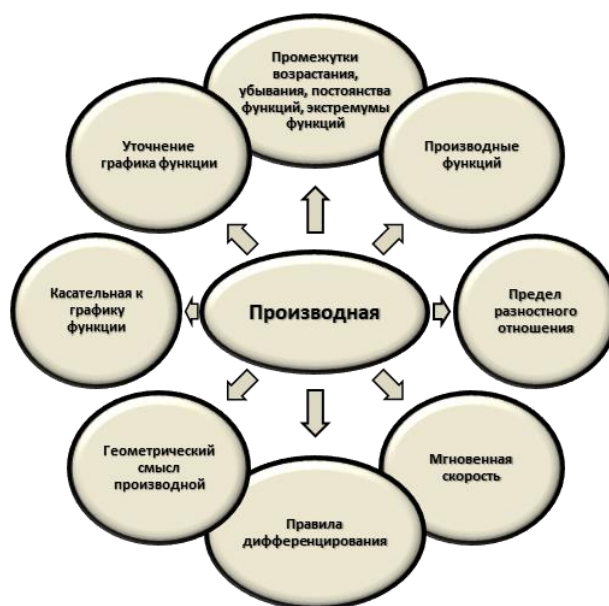 Промежутки
возрастания,
убывания, постоянства
функций, экстремумы
функций
Уточнение
графика функции
Производные
функций
Касательная к
графику
функции
Производная
Предел
разностного
отношения
Геометрический
смысл
производной
Мгновенная
скорость
Правила
дифференцирования